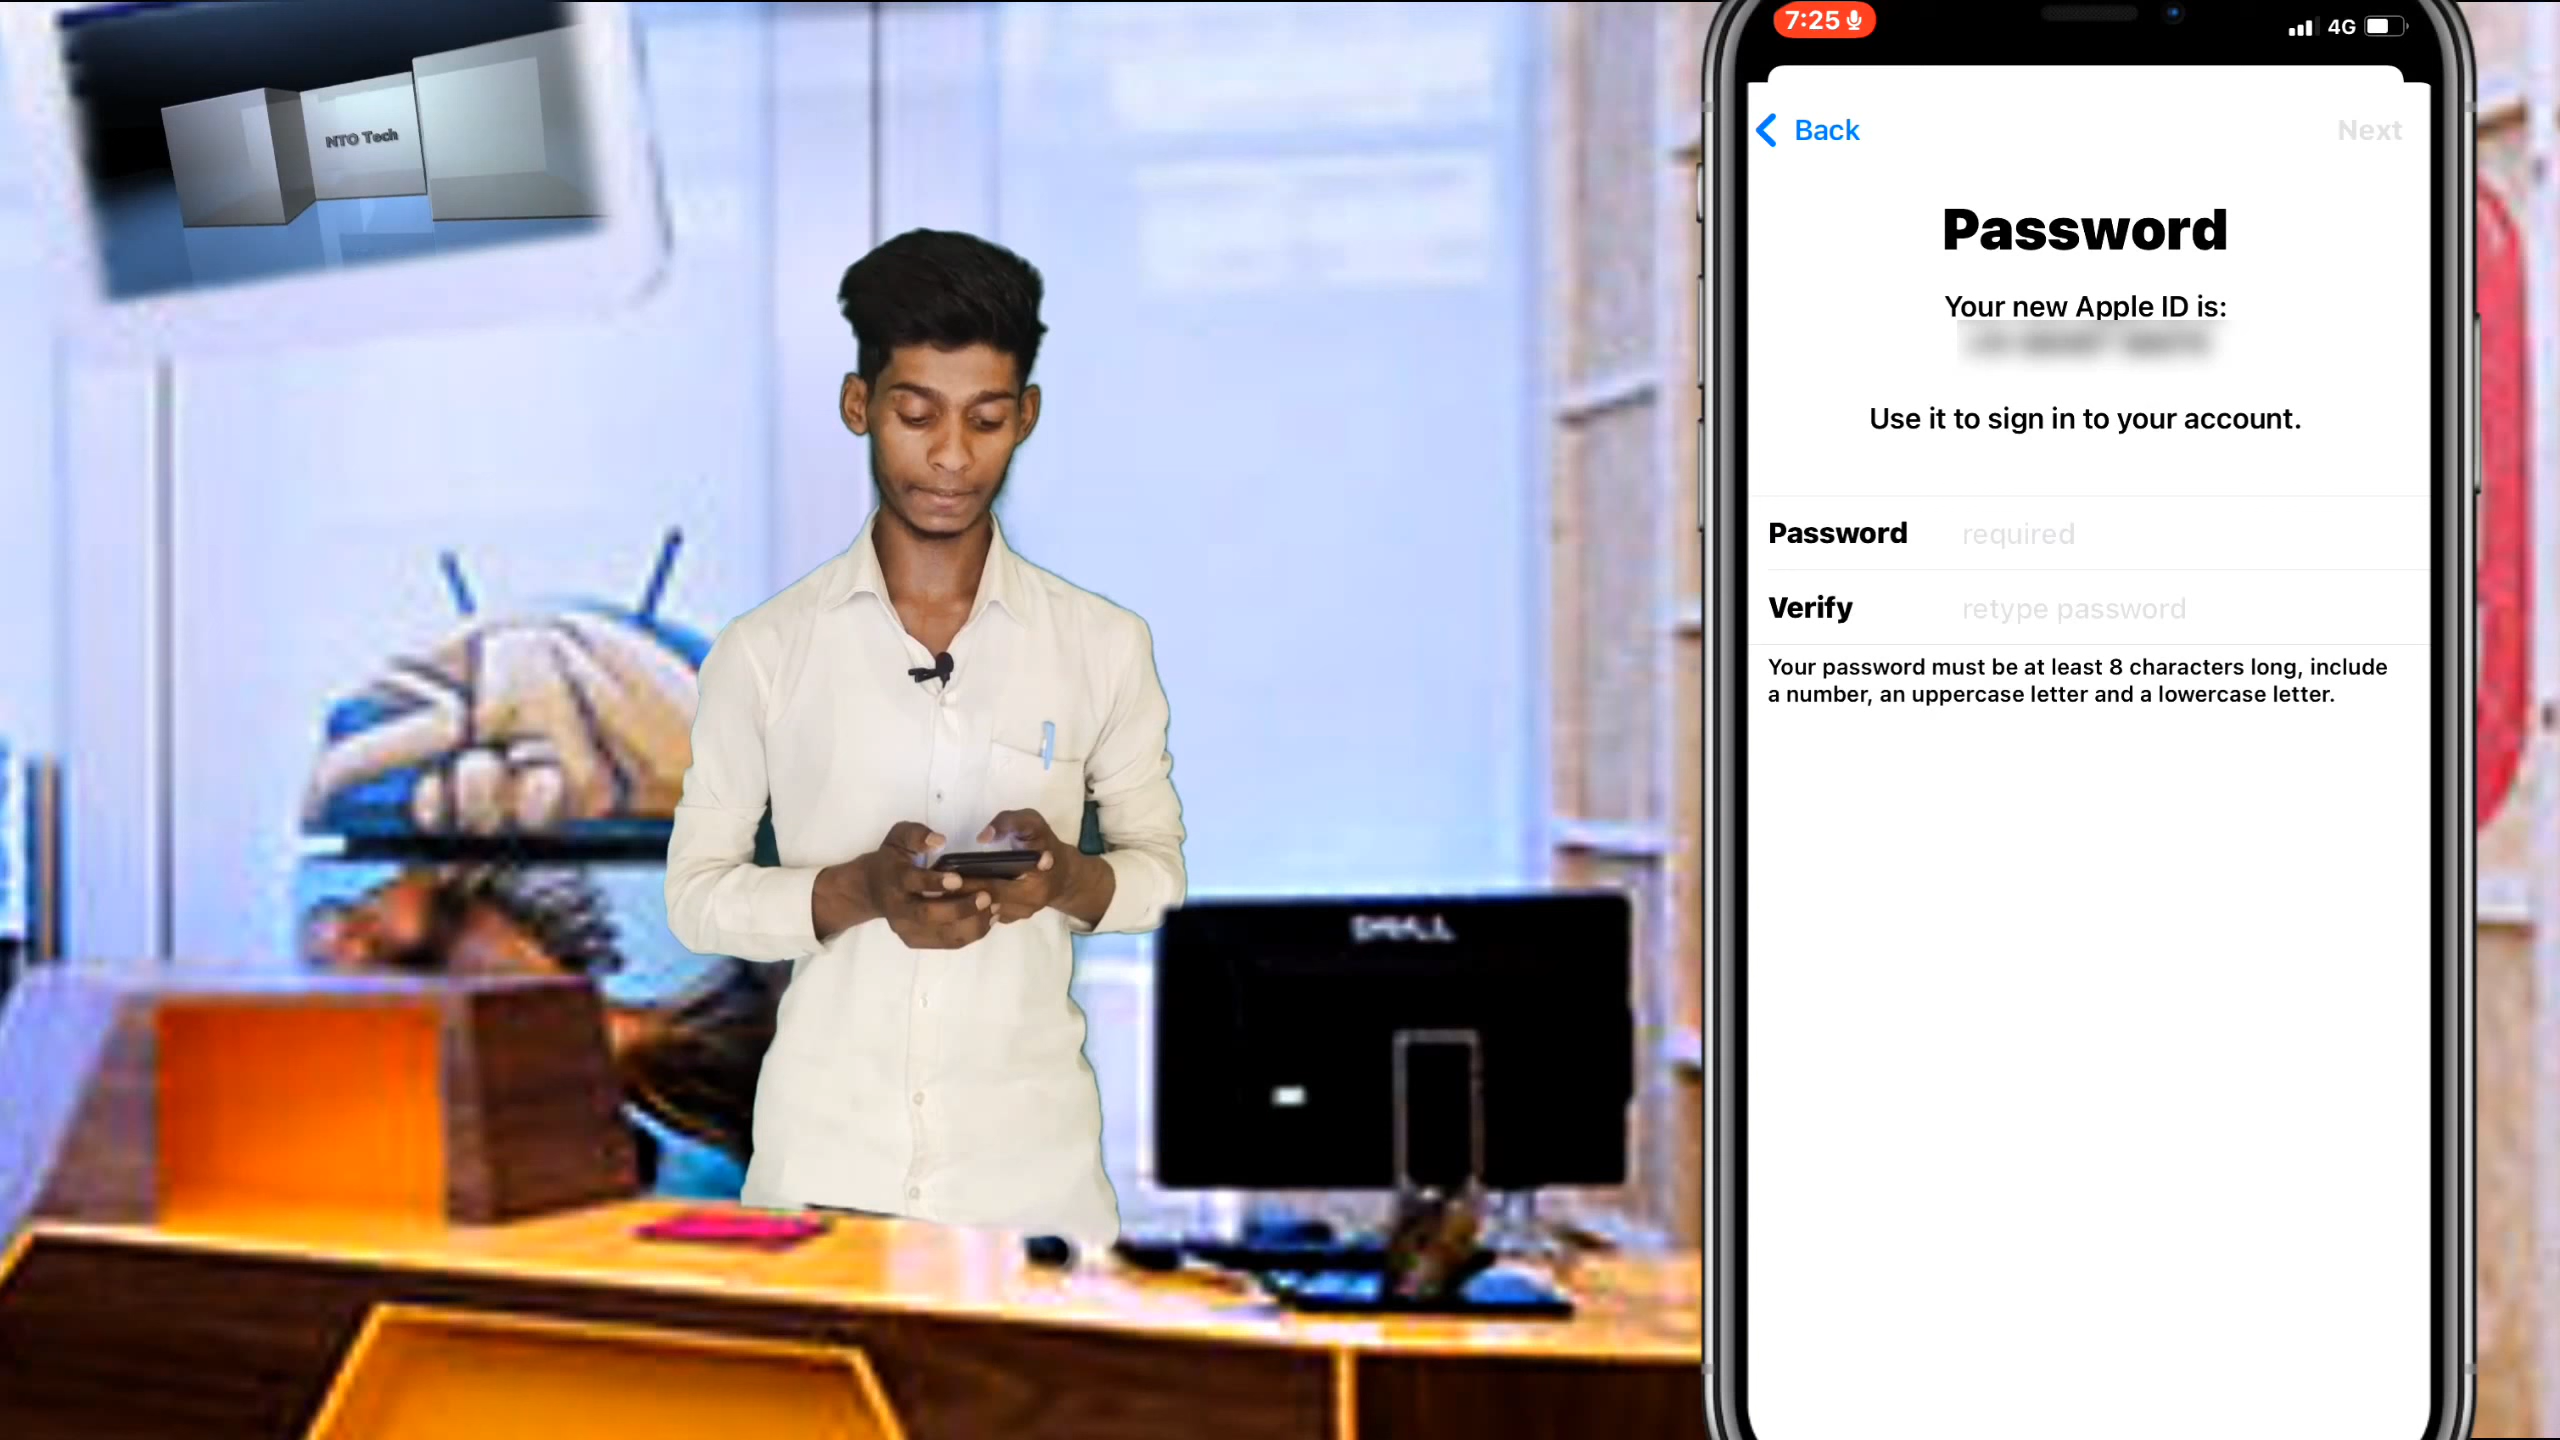 NTO Tech
DELL
7:25
4G
Back
Next
Password
Your new Apple ID is:
Use it to sign in to your account.
Password required
Verify retype password
Your password must be at least 8 characters long, include
a number, an uppercase letter and a lowercase letter.